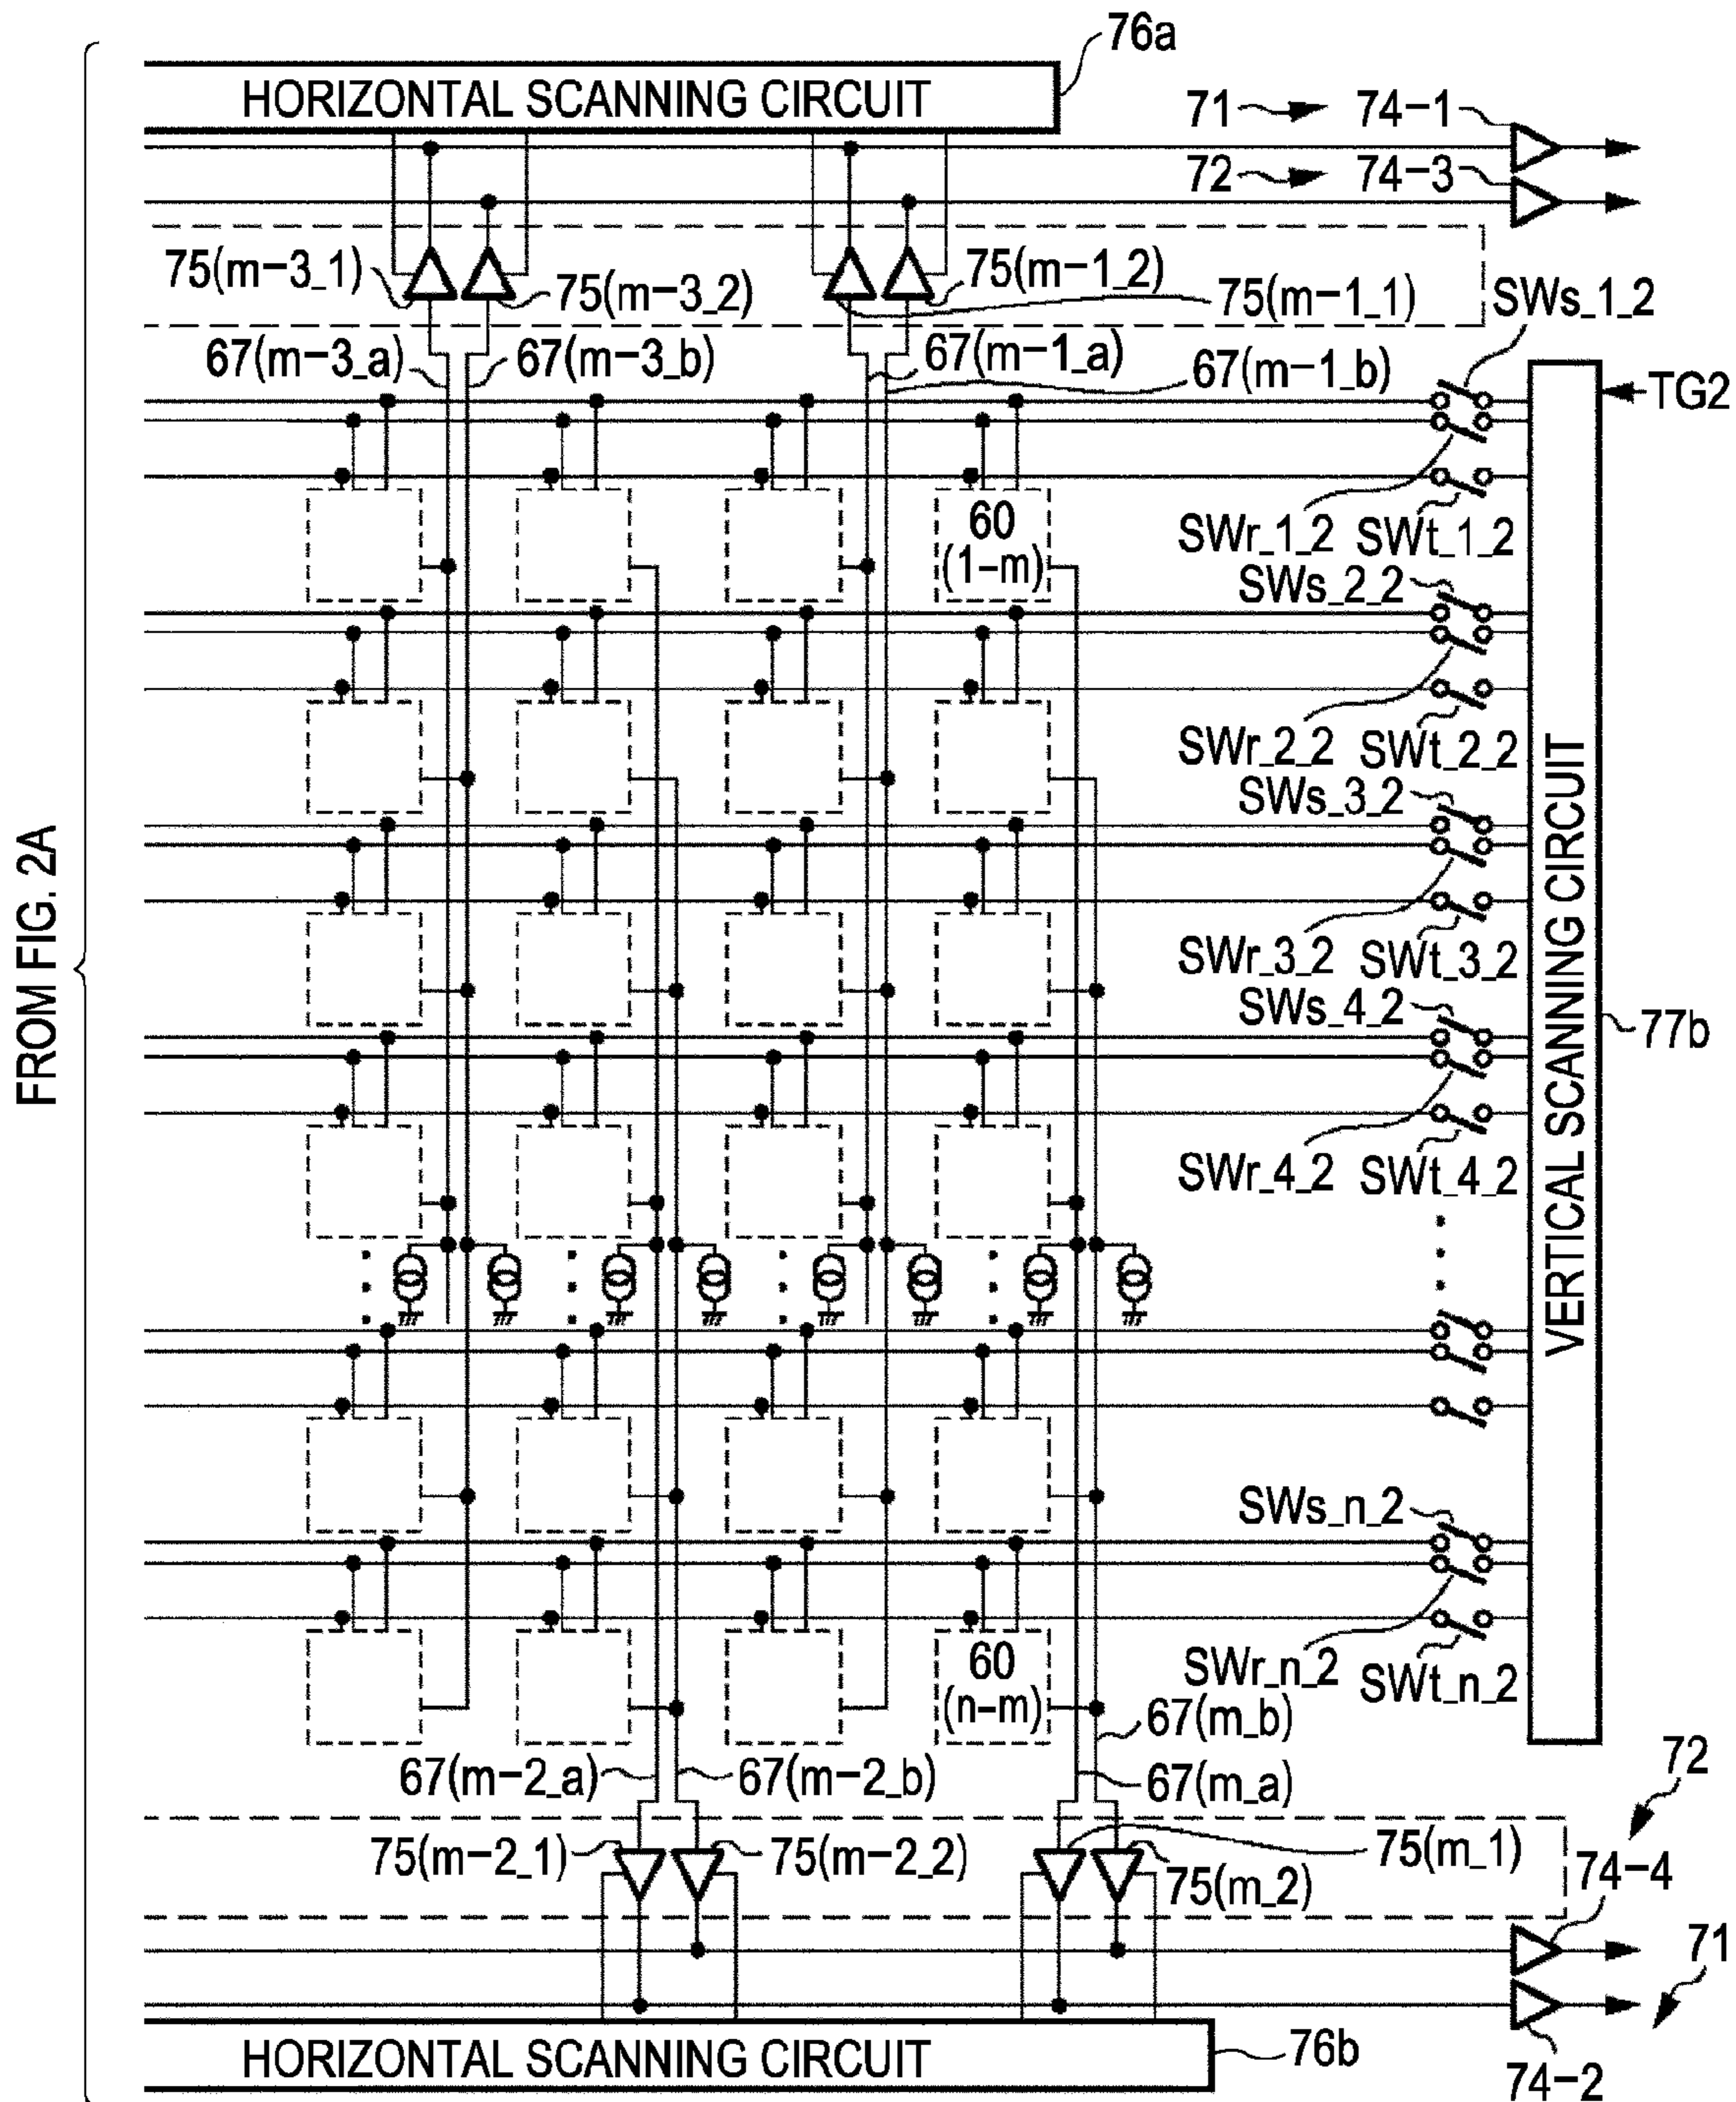 76a
HORIZONTAL SCANNING CIRCUIT
71
74-1
72
74-3
75(m-3_1)
75(m-3_2)
75(m-1_2)
75(m-1_1)
SWs_1_2
67(m-3_a)
67(m-3_b)
67(m-1_a)
67(m-1_b)
TG2
60
(1-m)
SWr_1_2
SWt_1_2
SWs_2_2
SWr_2_2
SWt_2_2
SWs_3_2
FROM FIG. 2A
SWr_3_2
SWt_3_2
SWs_4_2
VERTICAL SCANNING CIRCUIT
77b
SWr_4_2
SWt_4_2
SWs_n_2
60
(n-m)
SWr_n_2
SWt_n_2
67(m_b)
67(m-2_a)
67(m-2_b)
67(m_a)
72
75(m-2_1)
75(m-2_2)
75(m_1)
75(m_2)
74-4
71
HORIZONTAL SCANNING CIRCUIT
76b
74-2